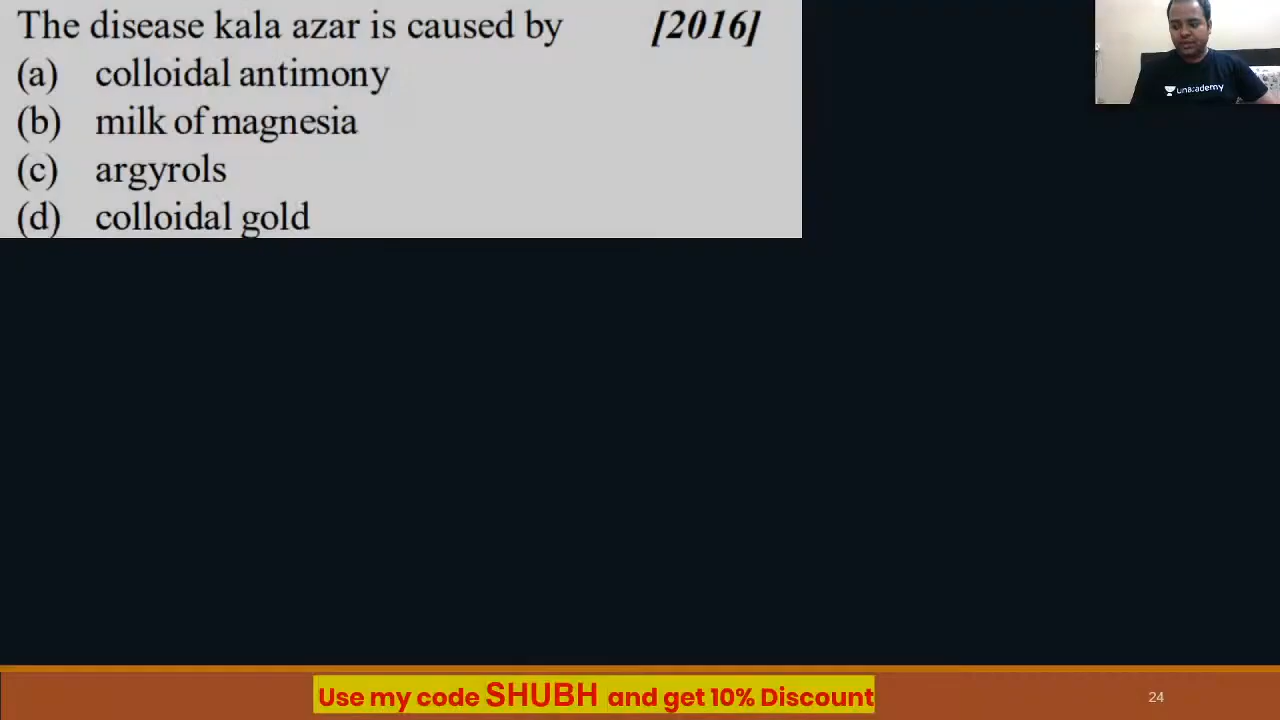 The disease kala azar is caused by [2016]
(a) colloidal antimony
(b) milk of magnesia
(c) argyrols
(d) colloidal gold
unacademy
Use my code SHUBH and get 10% Discount
24